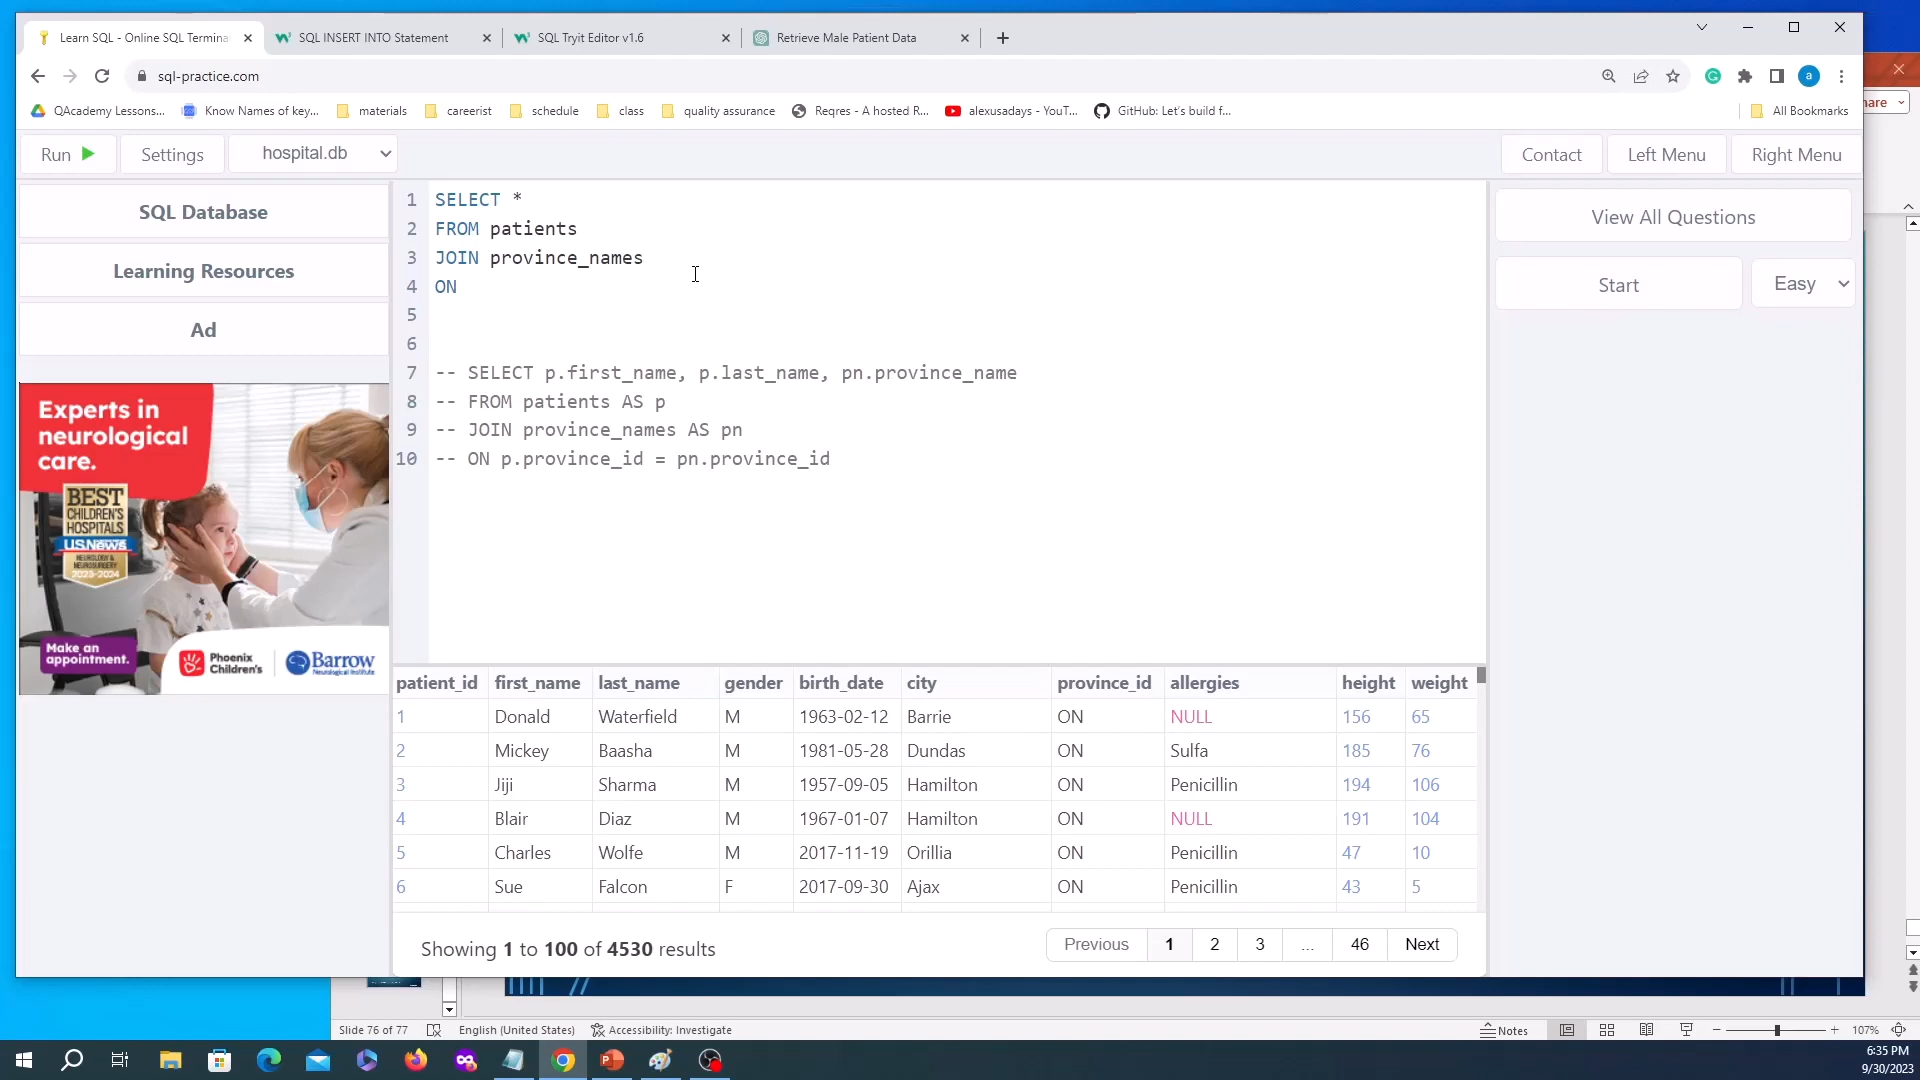 Learn SQL - Online SQL Termina
SQL INSERT INTO Statement
SQL Tryit Editor v1.6
Retrieve Male Patient Data
sql-practice.com
a
QAcademy Lessons...
Know Names of key...
materials
careerist
schedule
class
quality assurance
Reqres - A hosted R...
alexusadays - YouT...
GitHub: Let's build f...
All Bookmarks
hare
Run
Settings
hospital.db
Contact
Left Menu
Right Menu
SQL Database
Learning Resources
Ad
Experts in
neurological
care.
BEST
CHILDREN'S
HOSPITALS
U.S.News
NEUROLOGY &
NEUROSURGERY
2023-2024
Make an
appointment.
Phoenix
Children's
Barrow
Neurological Institute
1 SELECT *
2 FROM patients
3 JOIN province_names
4 ON
5
6
7 -- SELECT p.first_name, p.last_name, pn.province_name
8 -- FROM patients AS p
9 -- JOIN province_names AS pn
10 -- ON p.province_id = pn.province_id
View All Questions
Start
Easy
patient_id first_name last_name gender birth_date city province_id allergies height weight
1 Donald Waterfield M 1963-02-12 Barrie ON NULL 156 65
2 Mickey Baasha M 1981-05-28 Dundas ON Sulfa 185 76
3 Jiji Sharma M 1957-09-05 Hamilton ON Penicillin 194 106
4 Blair Diaz M 1967-01-07 Hamilton ON NULL 191 104
5 Charles Wolfe M 2017-11-19 Orillia ON Penicillin 47 10
6 Sue Falcon F 2017-09-30 Ajax ON Penicillin 43 5
Showing 1 to 100 of 4530 results
Previous 1 2 3 ... 46 Next
Slide 76 of 77
English (United States)
Accessibility: Investigate
Notes
107%
6:35 PM
9/30/2023